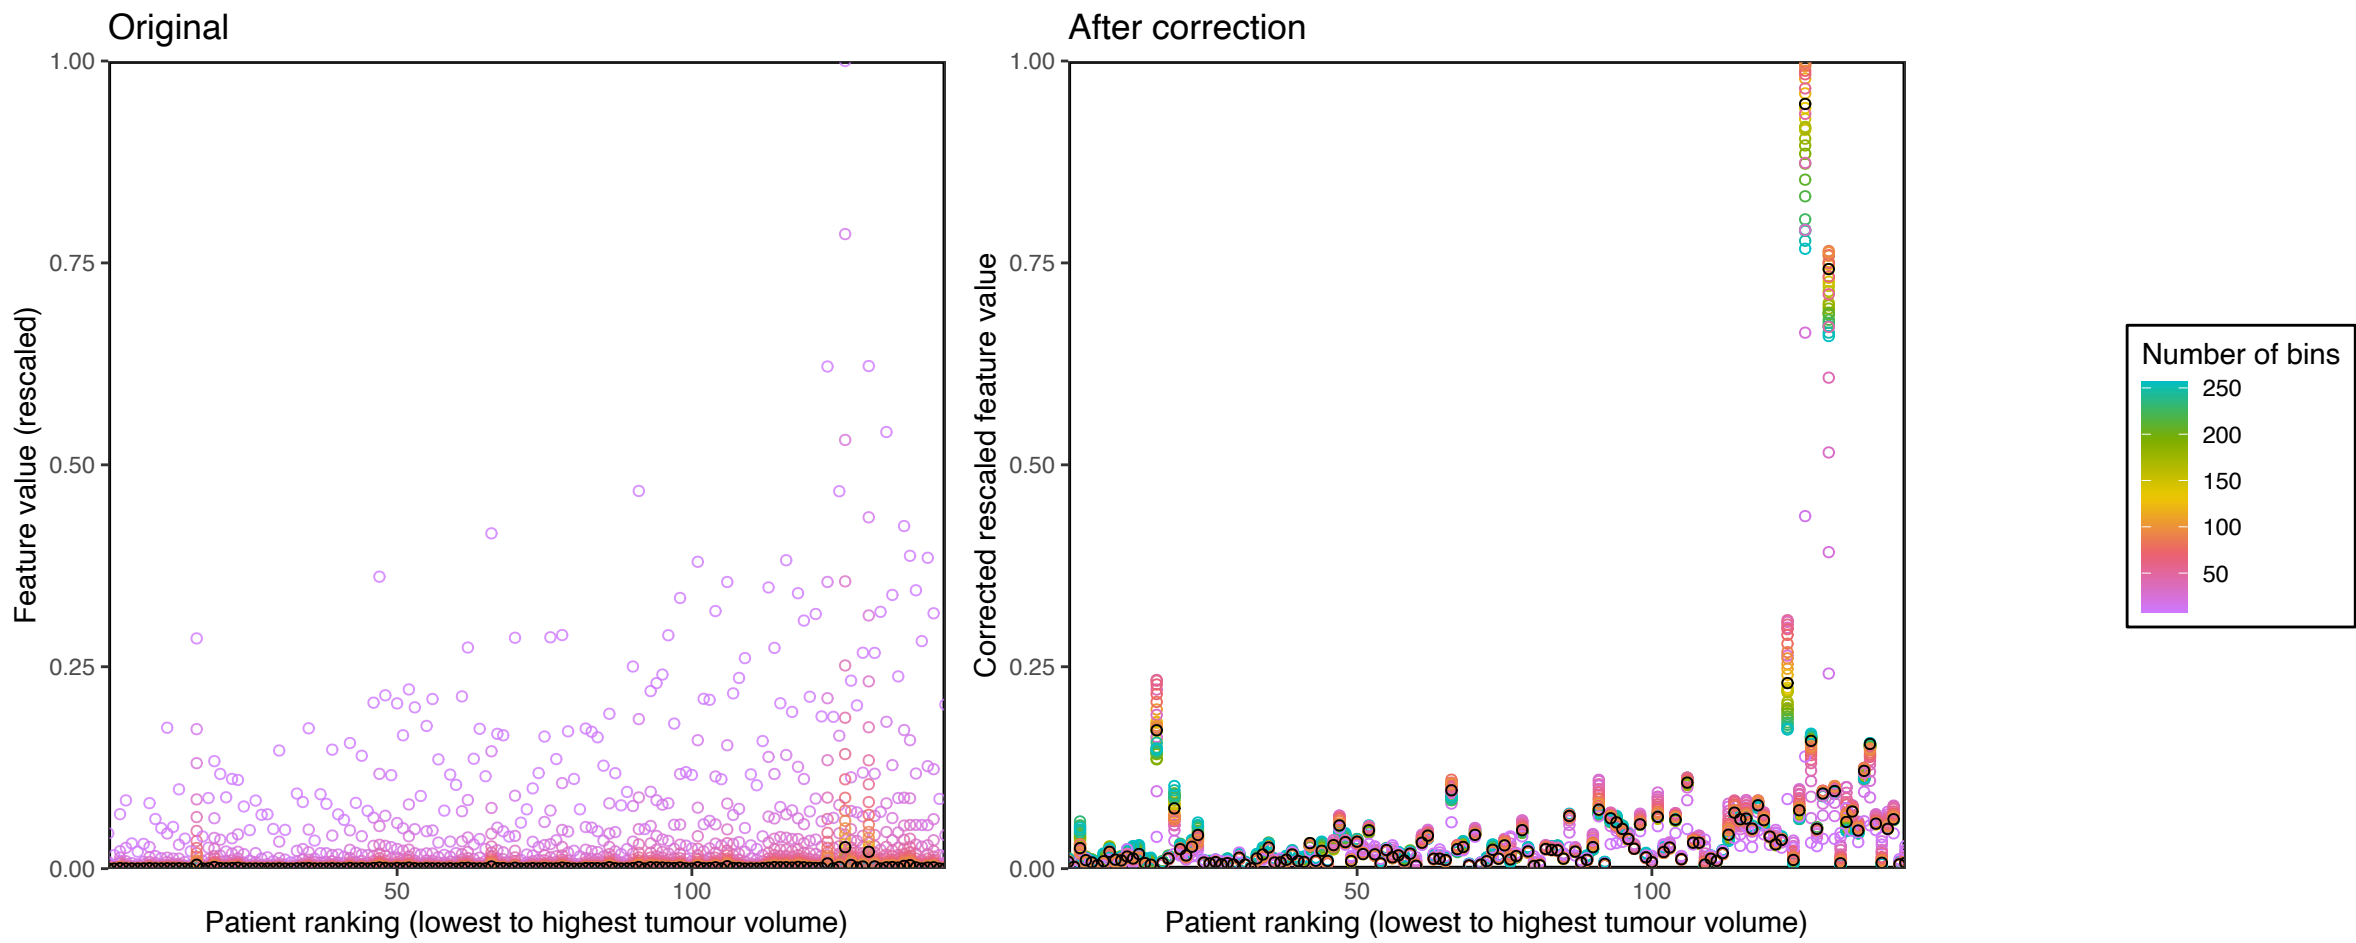 Original
After correction
1.00
0.75
0.50
0.25
0.00
50
100
Feature value (rescaled)
Patient ranking (lowest to highest tumour volume)
1.00
0.75
0.50
0.25
0.00
50
100
Corrected rescaled feature value
Patient ranking (lowest to highest tumour volume)
Number of bins
250
200
150
100
50